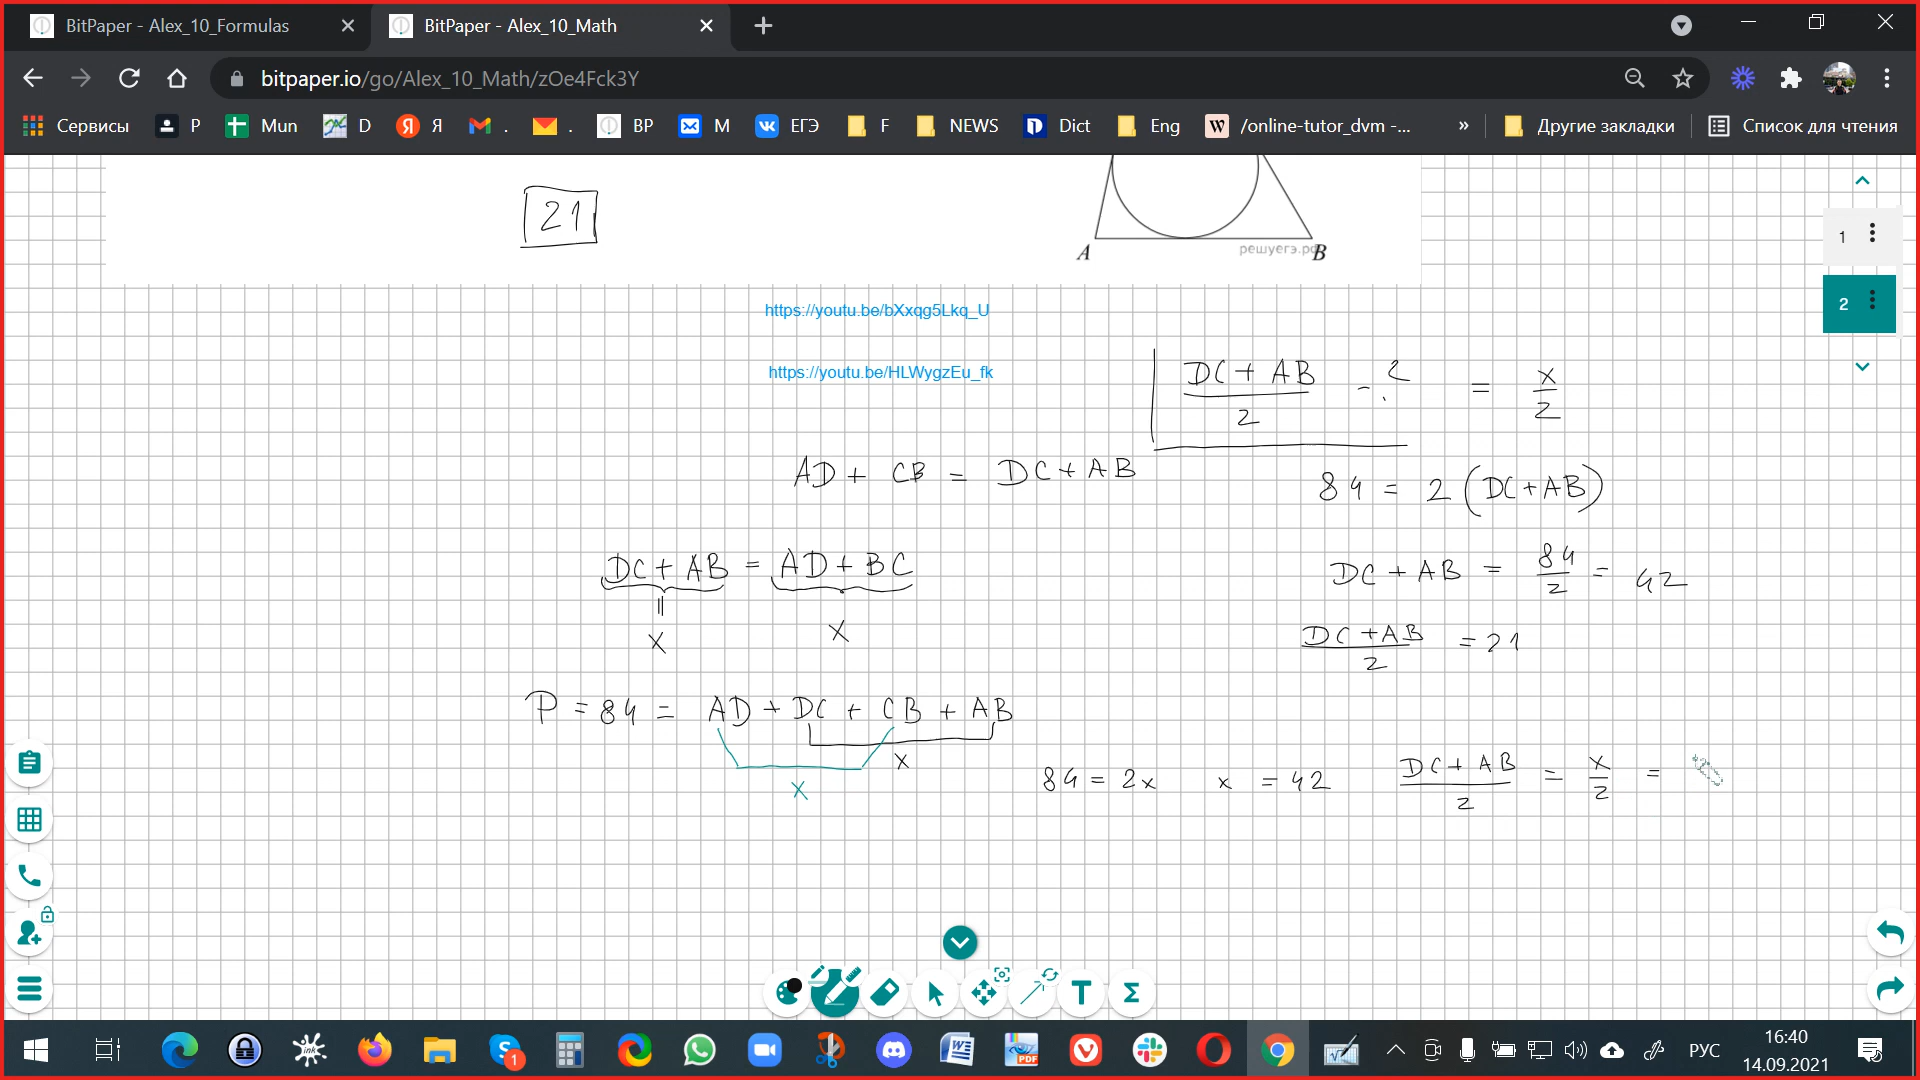 BitPaper - Alex_10_Formulas
BitPaper - Alex_10_Math
bitpaper.io/go/Alex_10_Math/zOe4Fck3Y
Сервисы P Mun D Я . . BP M ЕГЭ F NEWS Dict Eng /online-tutor_dvm -... » Другие закладки Список для чтения
21
A B
решуегэ.рф
1
2
https://youtu.be/bXxqg5Lkq_U
https://youtu.be/HLWygzEu_fk
DC + AB / 2 - ? = x / 2
AD + CB = DC + AB
84 = 2 (DC + AB)
DC + AB = AD + BC
DC + AB = 84 / 2 = 42
= x
x
DC + AB / 2 = 21
P = 84 = AD + DC + CB + AB
x
x
84 = 2x x = 42 DC + AB / 2 = x / 2 =
T Σ
РУС
16:40
14.09.2021
1